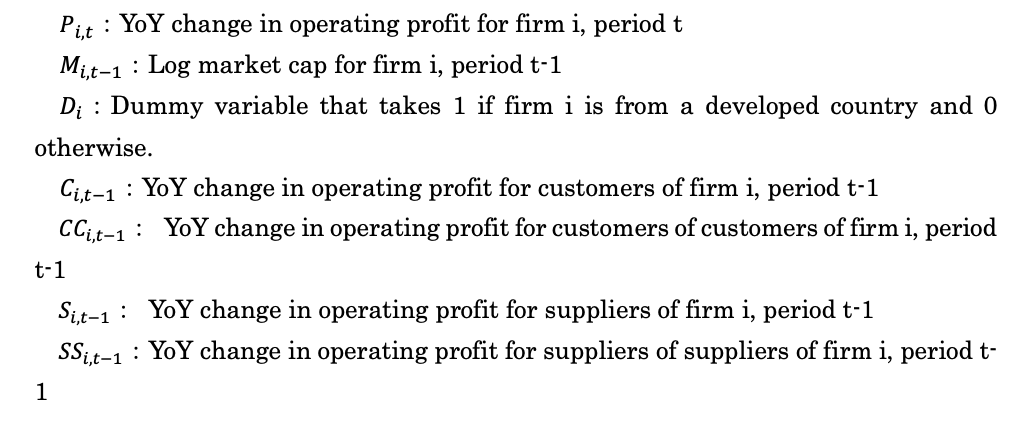 P_{i,t} : YoY change in operating profit for firm i, period t
M_{i,t−1} : Log market cap for firm i, period t-1
D_i : Dummy variable that takes 1 if firm i is from a developed country and 0
otherwise.
C_{i,t−1} : YoY change in operating profit for customers of firm i, period t-1
CC_{i,t−1} : YoY change in operating profit for customers of customers of firm i, period
t-1
S_{i,t−1} : YoY change in operating profit for suppliers of firm i, period t-1
SS_{i,t−1} : YoY change in operating profit for suppliers of suppliers of firm i, period t-
1